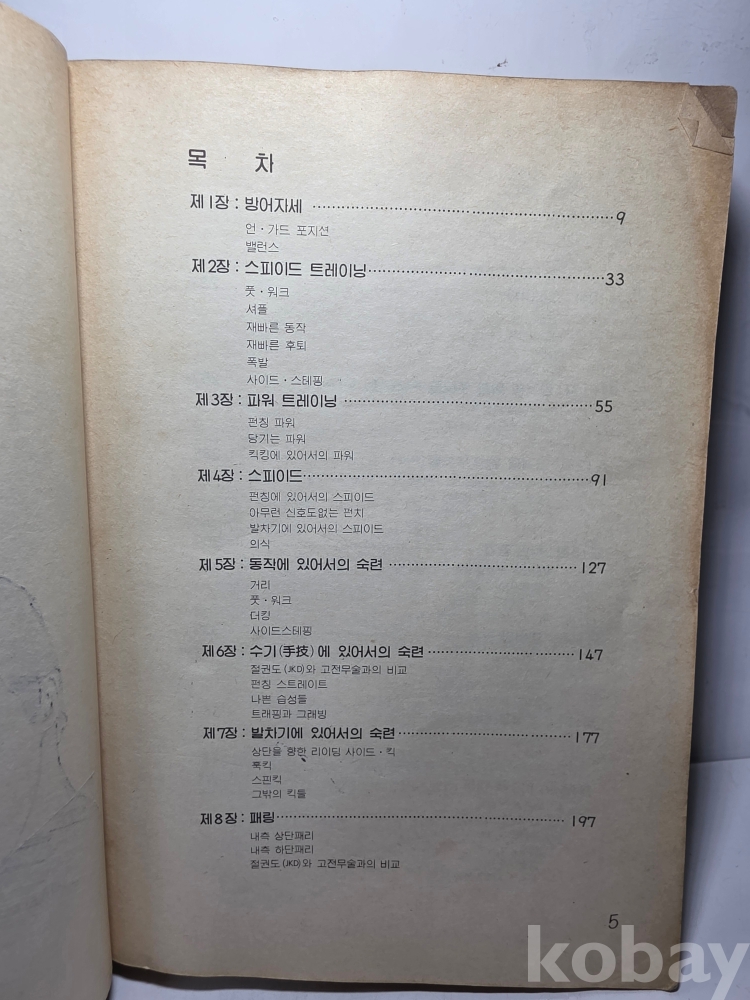 목 차
제1장 : 방어자세 ········ 9
언·가드 포지션
밸런스
제2장 : 스피이드 트레이닝 ········ 33
풋·워크
셔플
재빠른 동작
재빠른 후퇴
폭발
사이드·스테핑
제3장 : 파워 트레이닝 ········ 55
펀칭 파워
당기는 파워
킥킹에 있어서의 파워
제4장 : 스피이드 ········ 91
펀칭에 있어서의 스피이드
아무런 신호도없는 펀치
발차기에 있어서의 스피이드
의식
제5장 : 동작에 있어서의 숙련 ········ 127
거리
풋·워크
더킹
사이드스테핑
제6장 : 수기(手技)에 있어서의 숙련 ········ 147
절권도(JKD)와 고전무술과의 비교
펀칭 스트레이트
나쁜 습성들
트래핑과 그래빙
제7장 : 발차기에 있어서의 숙련 ········ 177
상단을 향한 리이딩 사이드·킥
훅킥
스핀킥
그밖의 킥들
제8장 : 패링 ········ 197
내측 상단패리
내측 하단패리
절권도(JKD)와 고전무술과의 비교
5
kobay